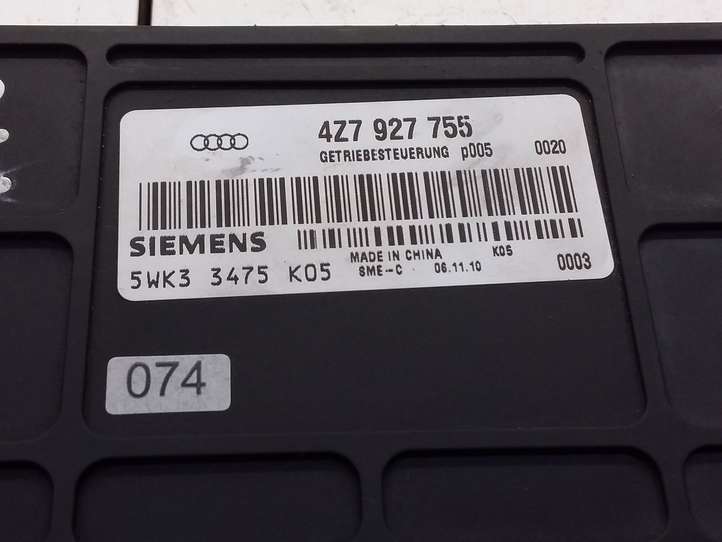 4Z7 927 755
GETRIEBESTEUERUNG p005 0020
SIEMENS K05
5WK3 3475 K05 MADE IN CHINA
SME-C 06.11.10 0003
074